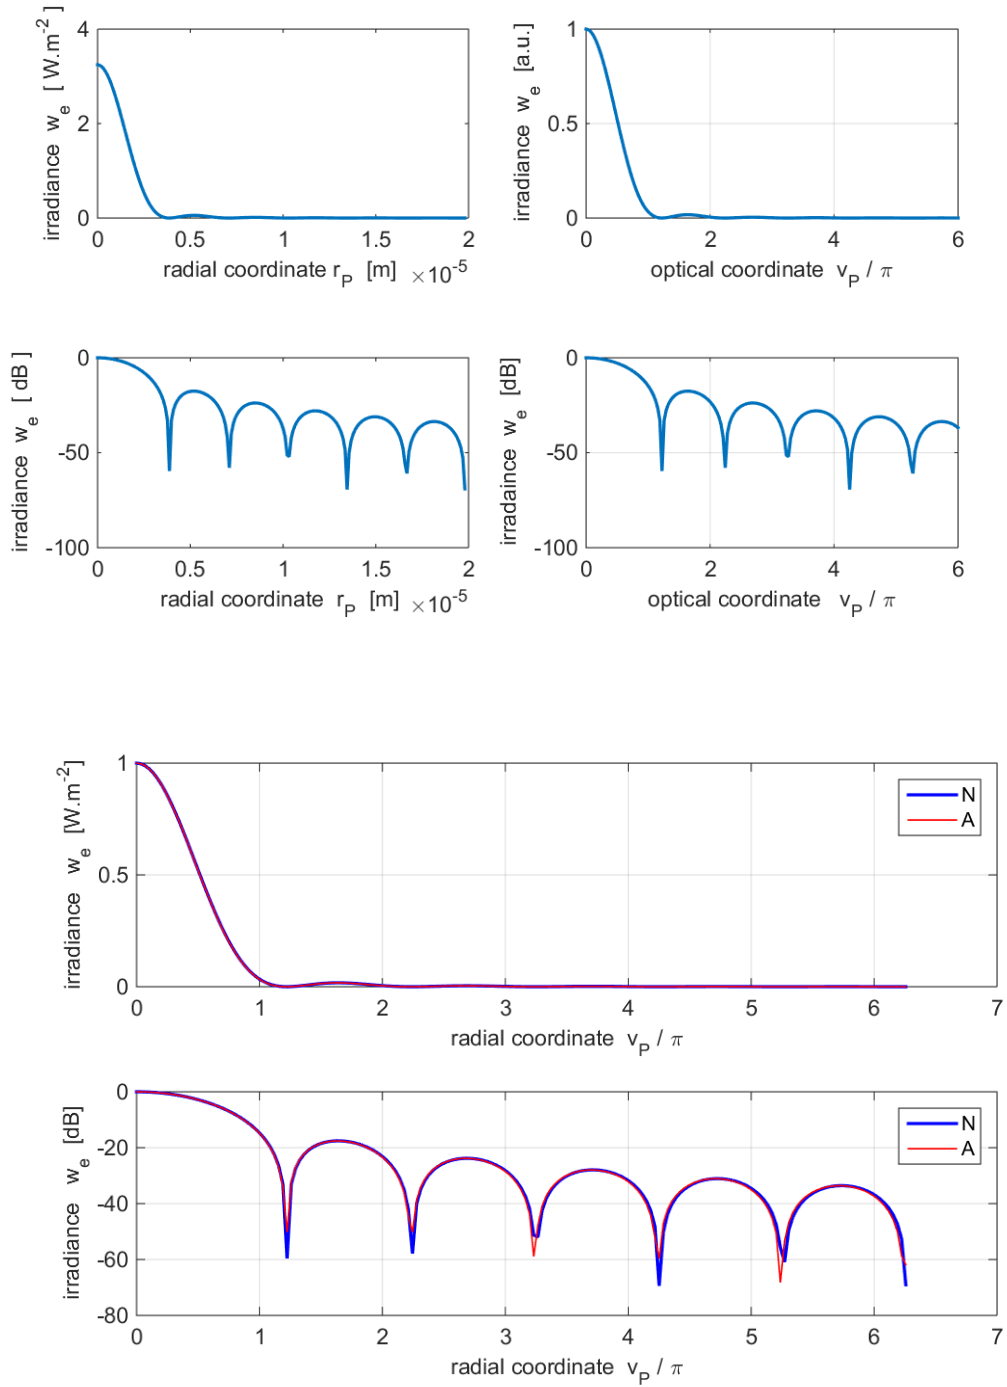 irradiance w_e [ W.m^-2 ]
4
2
0
0 0.5 1 1.5 2
radial coordinate r_P [m] ×10^-5
irradiance w_e [a.u.]
1
0.5
0
0 2 4 6
optical coordinate v_P / π
irradiance w_e [ dB ]
0
-50
-100
0 0.5 1 1.5 2
radial coordinate r_P [m] ×10^-5
irradaince w_e [dB]
0
-50
-100
0 2 4 6
optical coordinate v_P / π
irradiance w_e [W.m^-2]
1
0.5
0
0 1 2 3 4 5 6 7
radial coordinate v_P / π
N
A
irradiance w_e [dB]
0
-20
-40
-60
-80
0 1 2 3 4 5 6 7
radial coordinate v_P / π
N
A